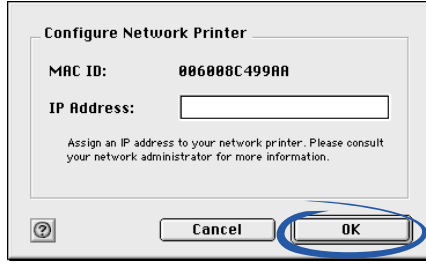 Configure Network Printer
MAC ID: 006008C499AA
IP Address:
Assign an IP address to your network printer. Please consult
your network administrator for more information.
? Cancel OK